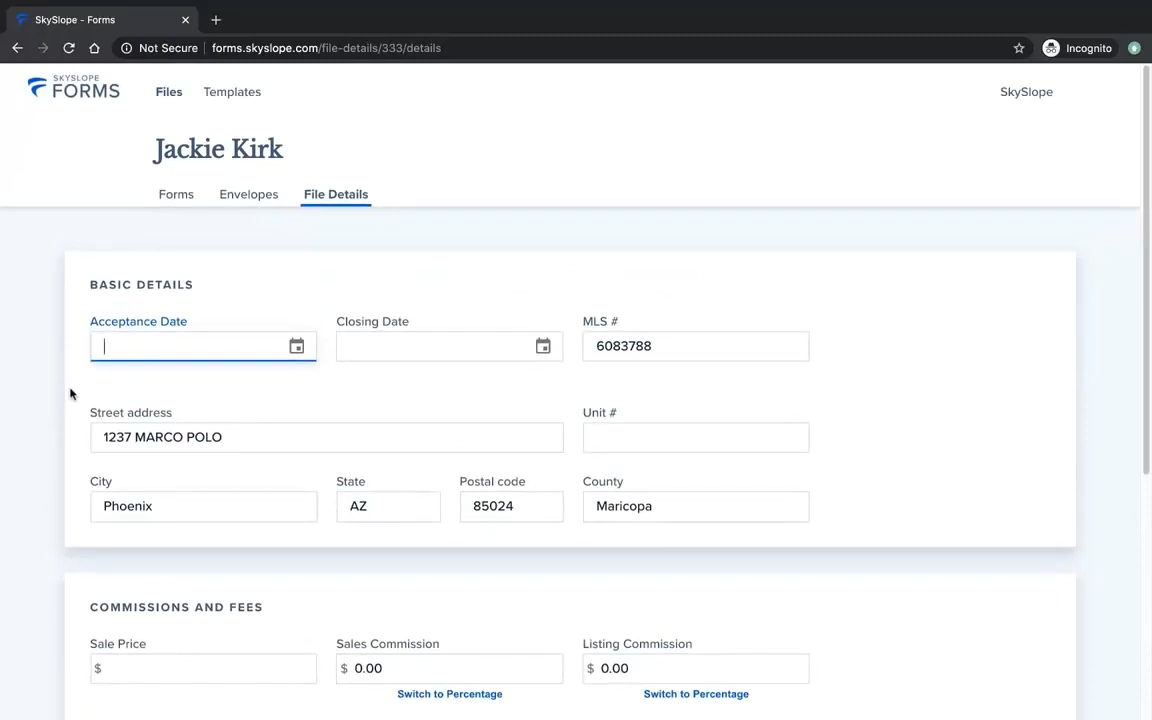 SkySlope - Forms
Not Secure forms.skyslope.com/file-details/333/details Incognito
SKYSLOPE
FORMS
Files Templates SkySlope
Jackie Kirk
Forms Envelopes File Details
BASIC DETAILS
Acceptance Date Closing Date MLS #
6083788
Street address Unit #
1237 MARCO POLO
City State Postal code County
Phoenix AZ 85024 Maricopa
COMMISSIONS AND FEES
Sale Price Sales Commission Listing Commission
$ $ 0.00 $ 0.00
Switch to Percentage Switch to Percentage